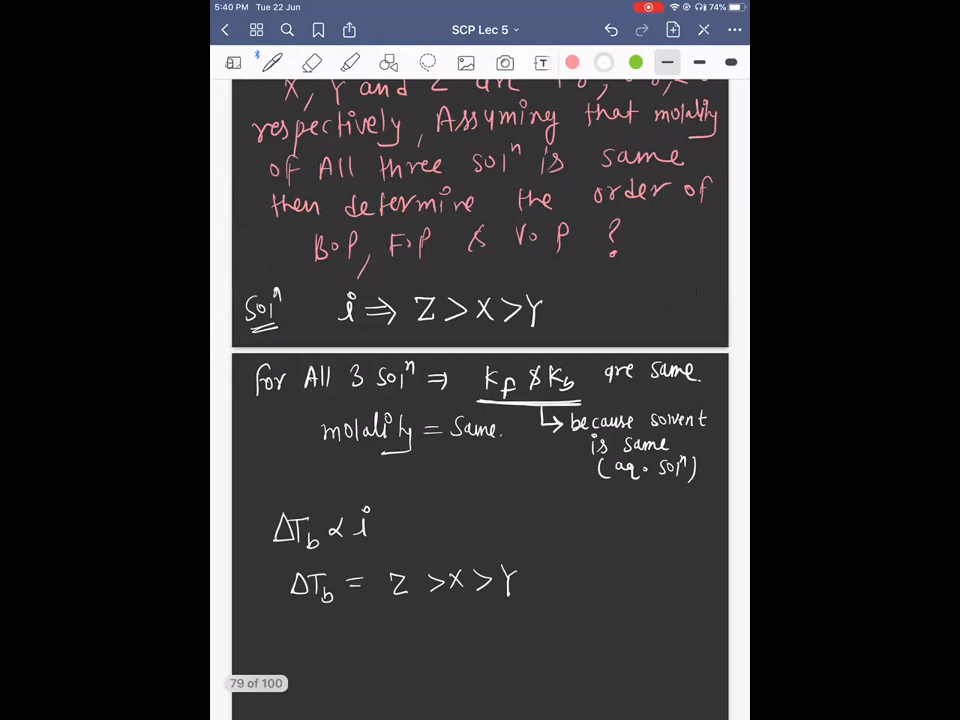 5:40 PM Tue 22 Jun
74%
SCP Lec 5
X, Y and Z are
respectively, Assuming that molality
of All three solⁿ is same
then determine the order of
BoP, FoP & VoP ?
Solⁿ i ⇒ Z > X > Y
For All 3 Solⁿ ⇒ Kf & Kb are same.
molality = Same. ↳ because solvent
is same
(aq. solⁿ)
ΔTb ∝ i
ΔTb = Z > X > Y
79 of 100